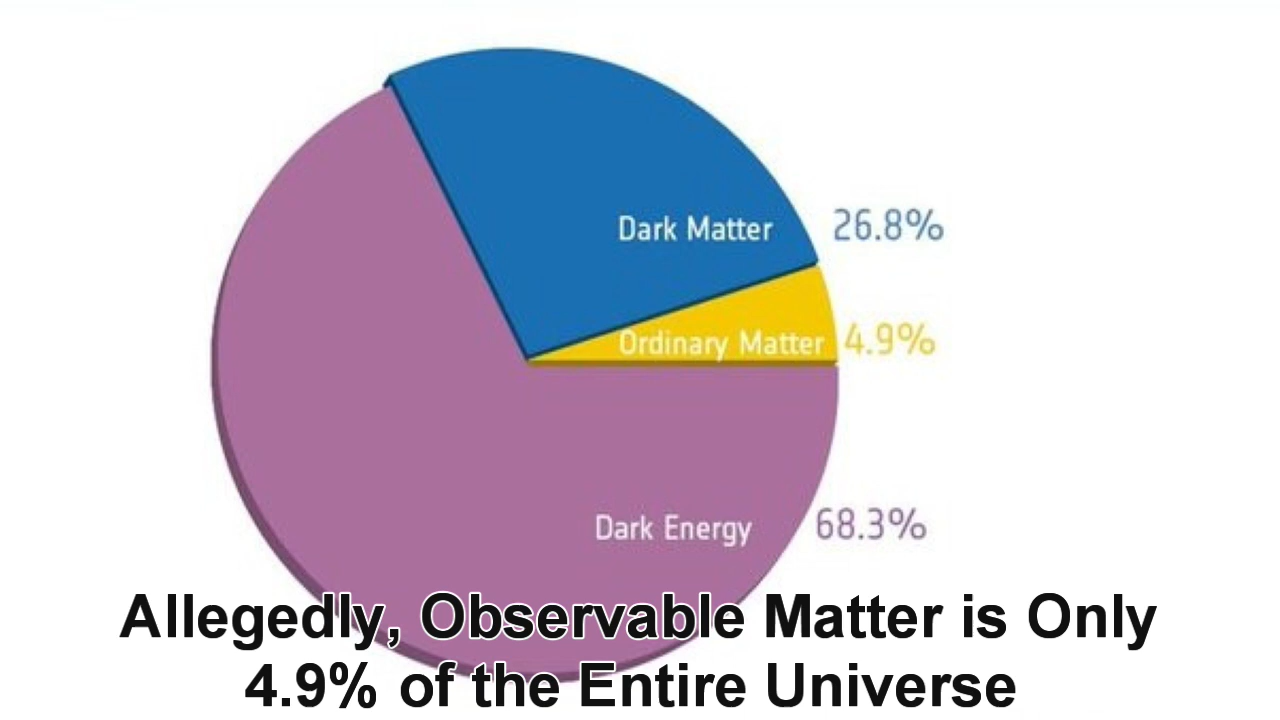 Dark Matter 26.8%
Ordinary Matter 4.9%
Dark Energy 68.3%
Allegedly, Observable Matter is Only
4.9% of the Entire Universe